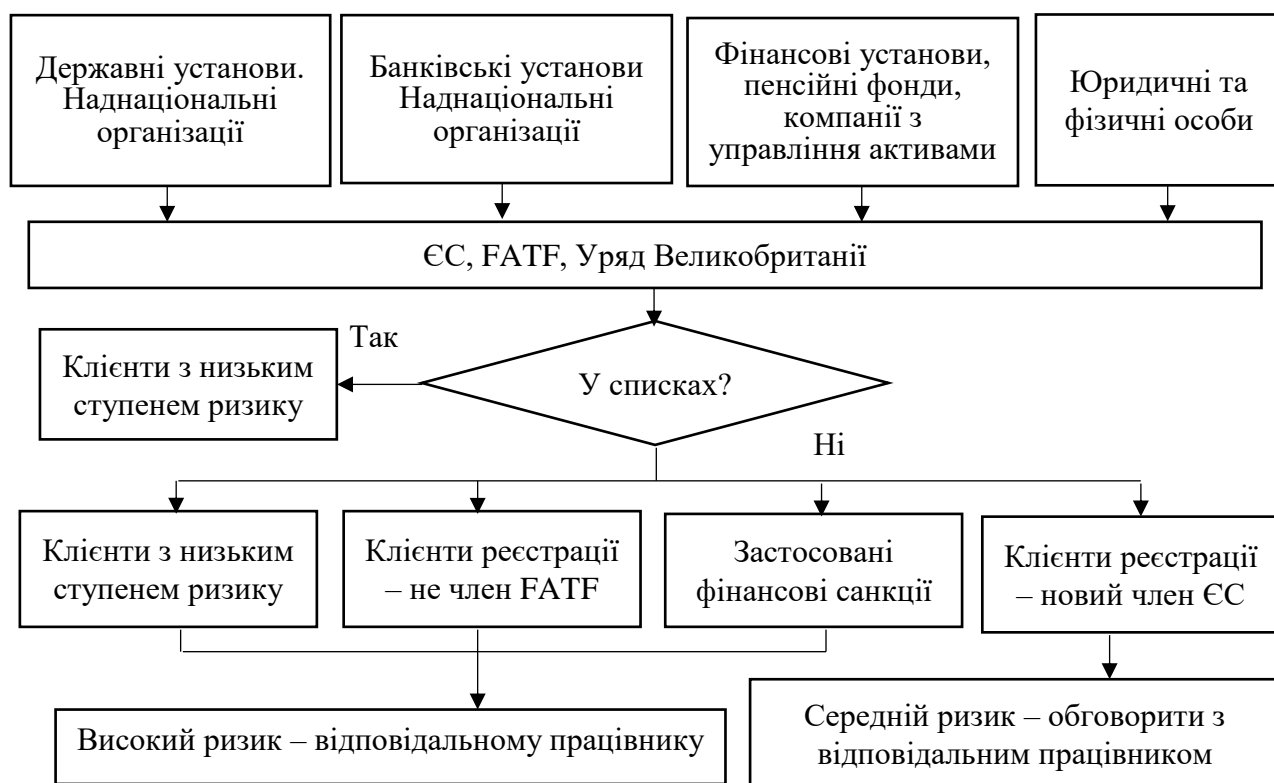 Державні установи.
Наднаціональні
організації
Банківські установи
Наднаціональні
організації
Фінансові установи,
пенсійні фонди,
компанії з
управління активами
Юридичні та
фізичні особи
ЄС, FATF, Уряд Великобританії
Так
Клієнти з низьким
ступенем ризику
У списках?
Ні
Клієнти з низьким
ступенем ризику
Клієнти реєстрації
– не член FATF
Застосовані
фінансові санкції
Клієнти реєстрації
– новий член ЄС
Високий ризик – відповідальному працівнику
Середній ризик – обговорити з
відповідальним працівником